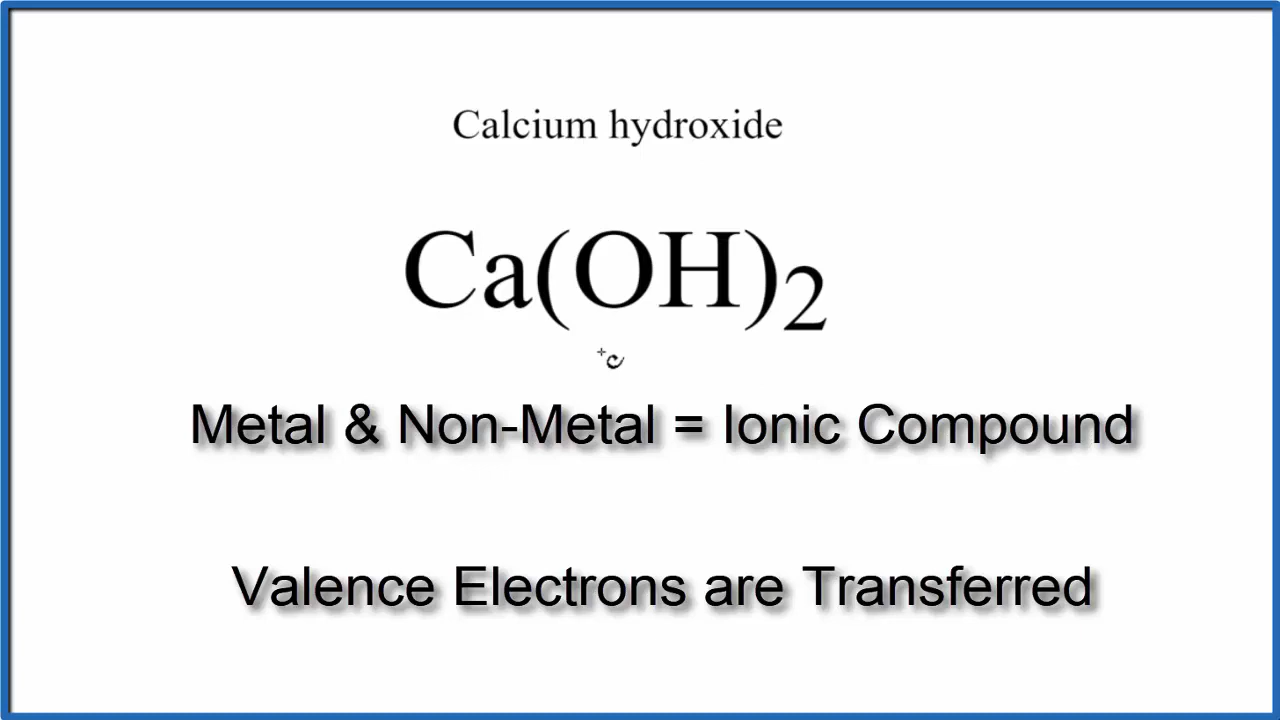 Calcium hydroxide
Ca(OH)₂
Metal & Non-Metal = Ionic Compound
Valence Electrons are Transferred